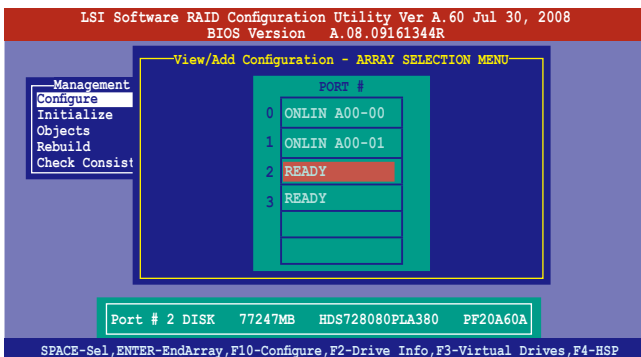 LSI Software RAID Configuration Utility Ver A.60 Jul 30, 2008
BIOS Version A.08.09161344R
View/Add Configuration - ARRAY SELECTION MENU
Management
Configure
Initialize
Objects
Rebuild
Check Consist
PORT #
0 ONLIN A00-00
1 ONLIN A00-01
2 READY
3 READY
Port # 2 DISK 77247MB HDS728080PLA380 PF20A60A
SPACE-Sel,ENTER-EndArray,F10-Configure,F2-Drive Info,F3-Virtual Drives,F4-HSP